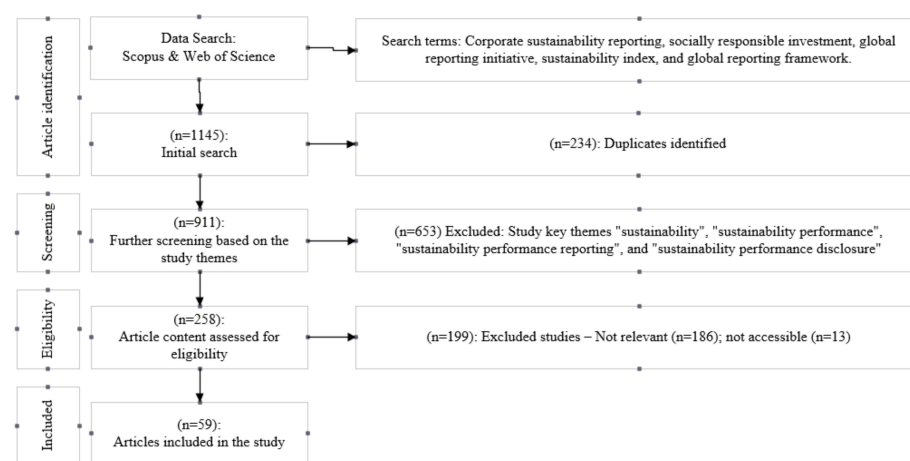 Article identification
Data Search:
Scopus & Web of Science
Search terms: Corporate sustainability reporting, socially responsible investment, global
reporting initiative, sustainability index, and global reporting framework.
(n=1145):
Initial search
(n=234): Duplicates identified
Screening
(n=911):
Further screening based on the
study themes
(n=653) Excluded: Study key themes "sustainability", "sustainability performance",
"sustainability performance reporting", and "sustainability performance disclosure"
Eligibility
(n=258):
Article content assessed for
eligibility
(n=199): Excluded studies – Not relevant (n=186); not accessible (n=13)
Included
(n=59):
Articles included in the study